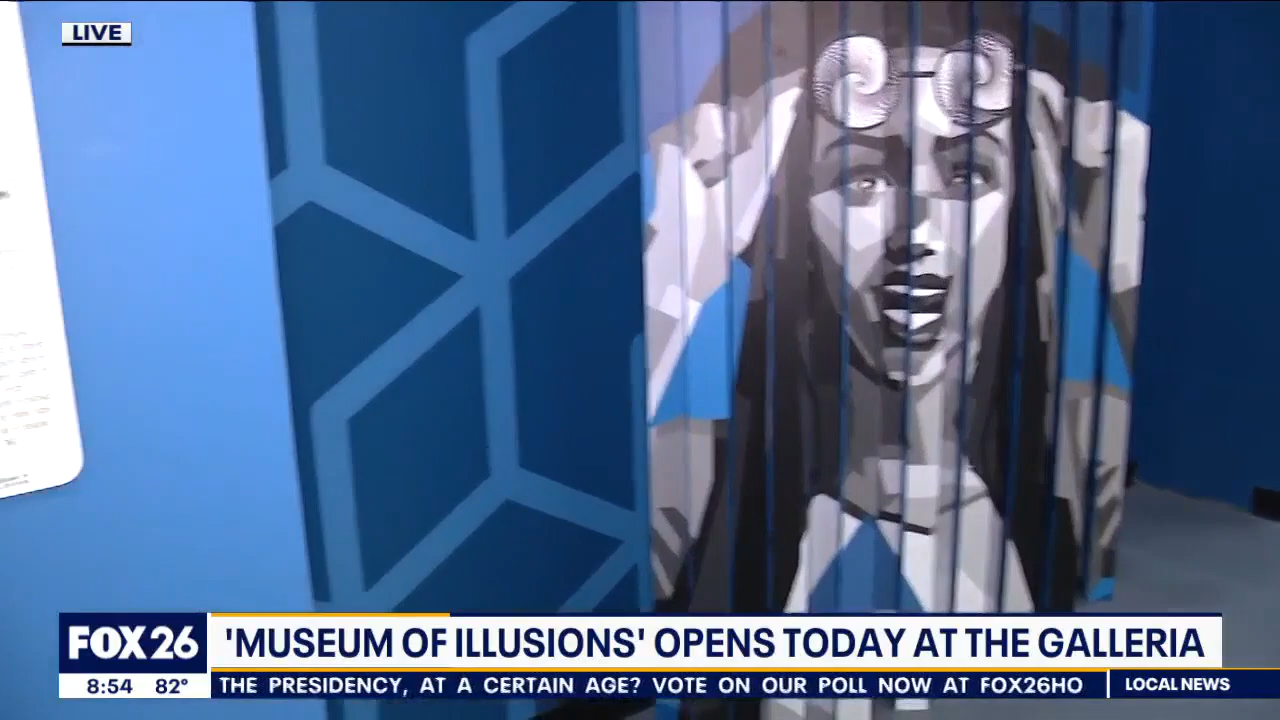 LIVE
FOX 26
'MUSEUM OF ILLUSIONS' OPENS TODAY AT THE GALLERIA
8:54 82°
THE PRESIDENCY, AT A CERTAIN AGE? VOTE ON OUR POLL NOW AT FOX26HO
LOCAL NEWS